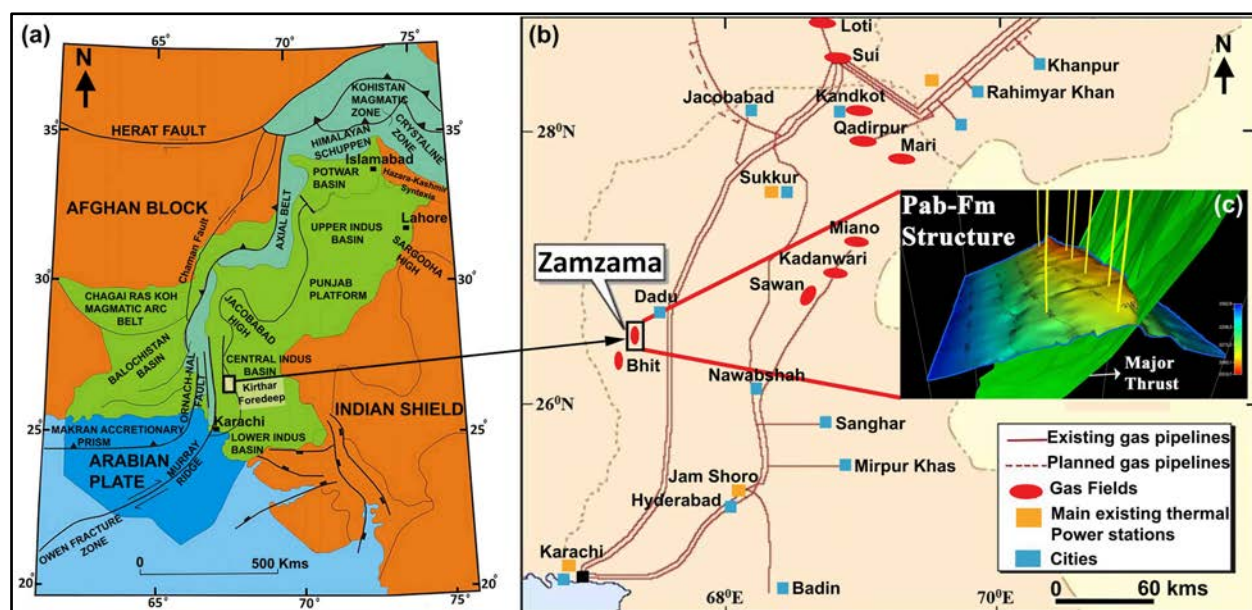 (a)
65°
70°
75°
N
KOHISTAN
MAGMATIC
ZONE
CRYSTALINE
ZONE
35°
35°
HERAT FAULT
HIMALAYAN
SCHUPPEN
Islamabad
POTWAR
BASIN
Hazara-Kashmir
Syntexis
AFGHAN BLOCK
AXIAL BELT
Lahore
Chaman Fault
UPPER INDUS
BASIN
SARGODHA
HIGH
30°
30°
PUNJAB
PLATFORM
CHAGAI RAS KOH
MAGMATIC ARC
BELT
JACOBABAD
HIGH
BALOCHISTAN
BASIN
CENTRAL INDUS
BASIN
ORNACH-NAL
FAULT
Kirthar
Foredeep
INDIAN SHIELD
Karachi
25°
25°
MAKRAN ACCRETIONARY
PRISM
LOWER INDUS
BASIN
ARABIAN
PLATE
MURRAY
RIDGE
OWEN FRACTURE
ZONE
0
500 Kms
20°
20°
65°
70°
75°
(b)
Loti
Sui
N
Khanpur
Jacobabad
Kandkot
Rahimyar Khan
28°N
Qadirpur
Mari
Sukkur
Pab-Fm
Structure
(c)
Miano
Zamzama
Kadanwari
Sawan
Dadu
Bhit
Major
Thrust
Nawabshah
26°N
Sanghar
Existing gas pipelines
Planned gas pipelines
Mirpur Khas
Jam Shoro
Gas Fields
Hyderabad
Main existing thermal
Power stations
Karachi
Cities
Badin
0
60 kms
68°E
70°E